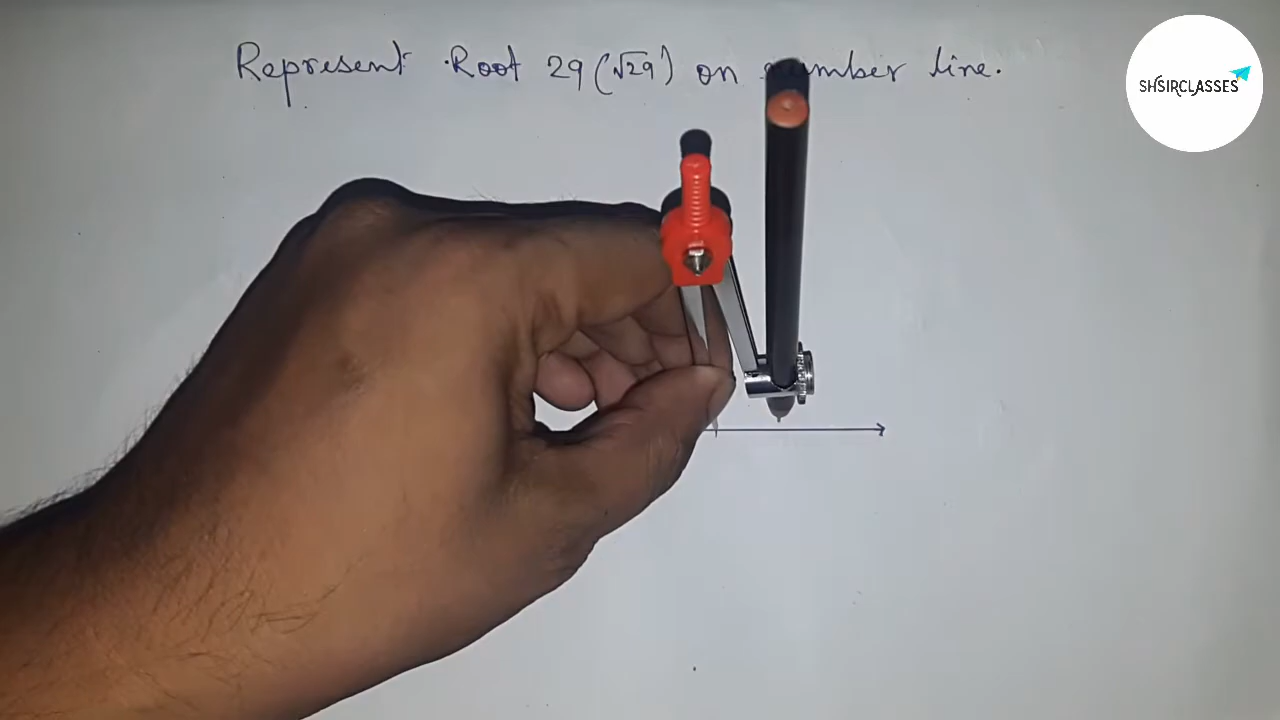 Represent Root 29 (√29) on number line.
SHSIRCLASSES